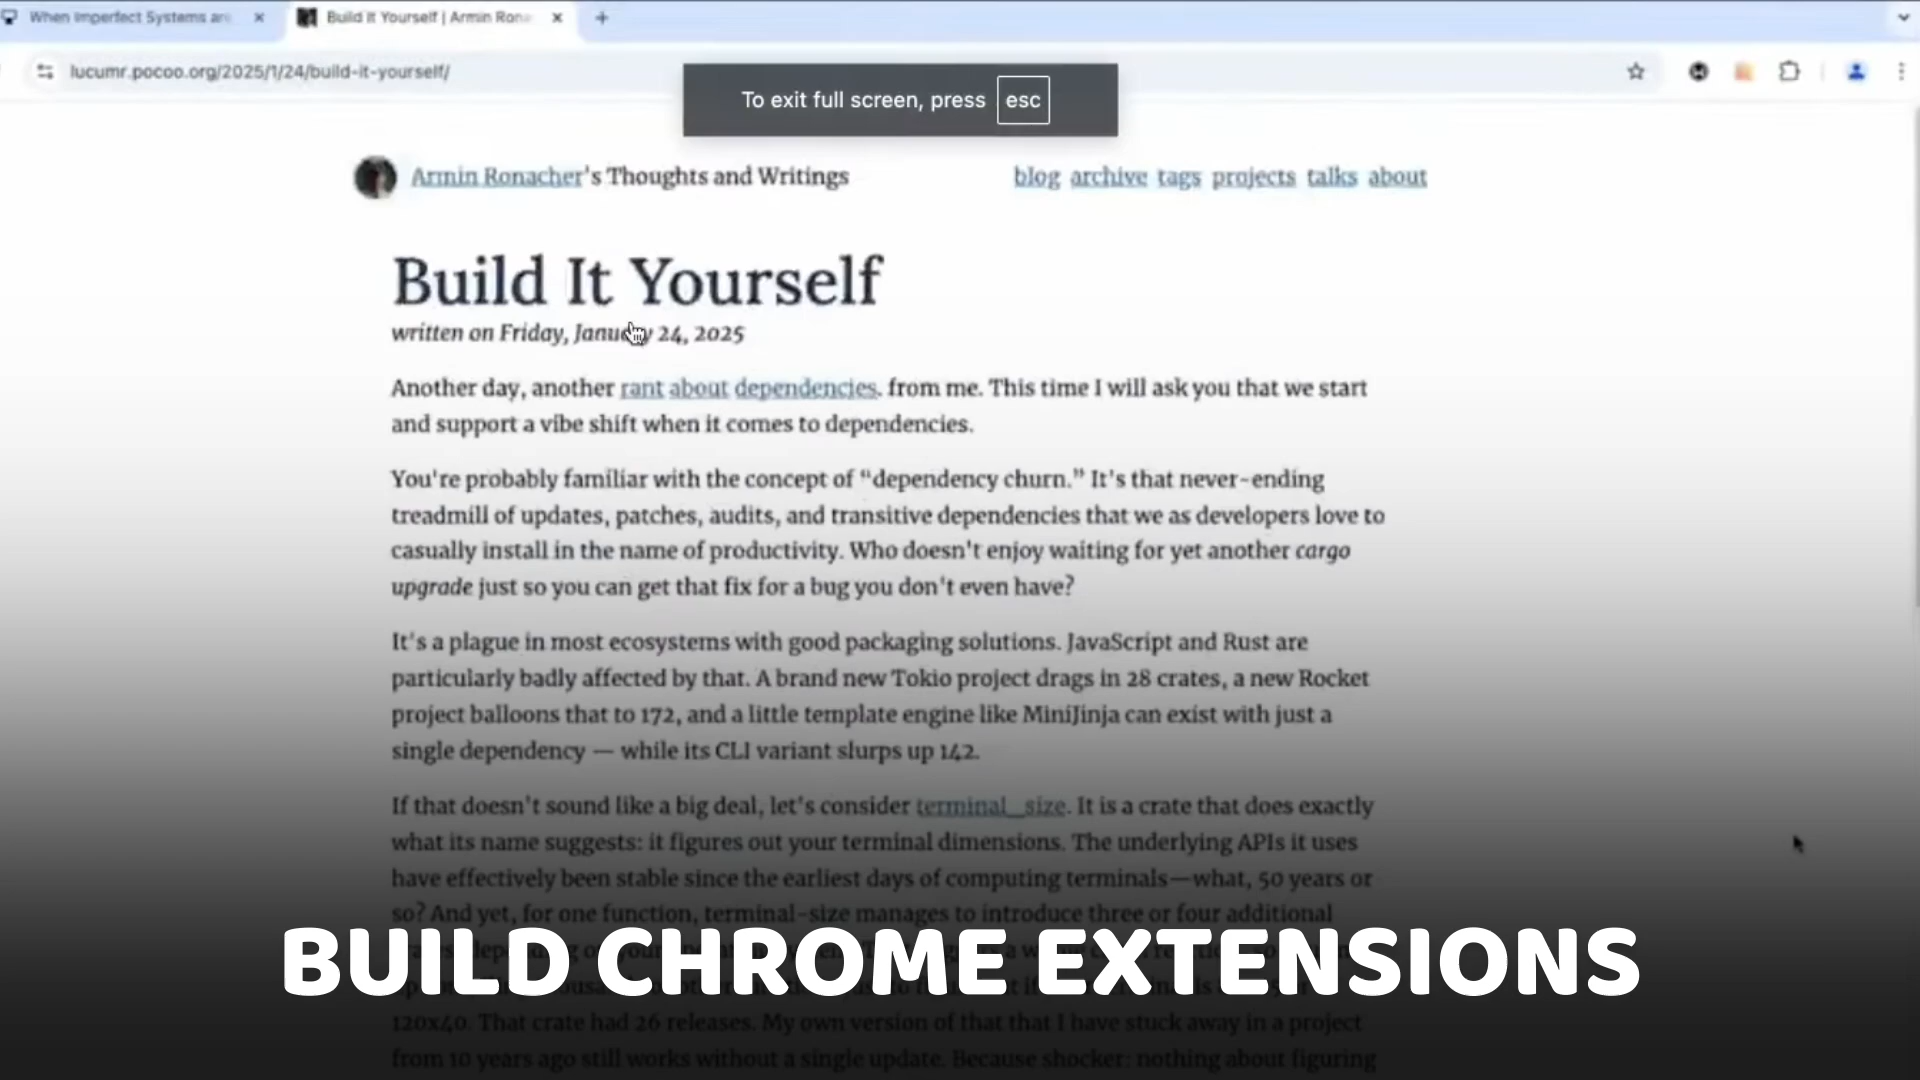 When Imperfect Systems are
Build It Yourself | Armin Rona
lucumr.pocoo.org/2025/1/24/build-it-yourself/
To exit full screen, press esc
Armin Ronacher's Thoughts and Writings
blog archive tags projects talks about
Build It Yourself
written on Friday, January 24, 2025
Another day, another rant about dependencies. from me. This time I will ask you that we start
and support a vibe shift when it comes to dependencies.
You're probably familiar with the concept of “dependency churn.” It's that never-ending
treadmill of updates, patches, audits, and transitive dependencies that we as developers love to
casually install in the name of productivity. Who doesn't enjoy waiting for yet another cargo
upgrade just so you can get that fix for a bug you don't even have?
It's a plague in most ecosystems with good packaging solutions. JavaScript and Rust are
particularly badly affected by that. A brand new Tokio project drags in 28 crates, a new Rocket
project balloons that to 172, and a little template engine like MiniJinja can exist with just a
single dependency — while its CLI variant slurps up 142.
If that doesn't sound like a big deal, let's consider terminal_size. It is a crate that does exactly
what its name suggests: it figures out your terminal dimensions. The underlying APIs it uses
have effectively been stable since the earliest days of computing terminals—what, 50 years or
so? And yet, for one function, terminal-size manages to introduce three or four additional
BUILD CHROME EXTENSIONS
120x40. That crate had 26 releases. My own version of that that I have stuck away in a project
from 10 years ago still works without a single update. Because shocker: nothing about figuring